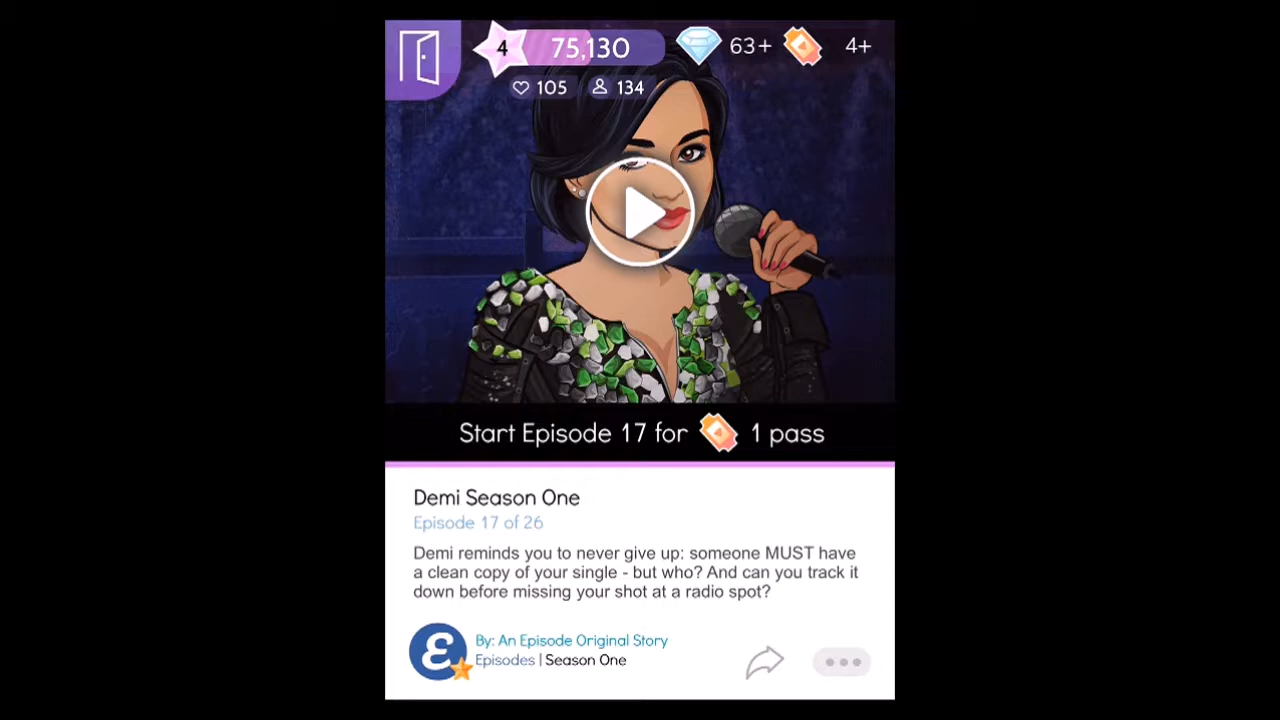 4 75,130 63+ 4+
105 134
Start Episode 17 for 1 pass
Demi Season One
Episode 17 of 26
Demi reminds you to never give up: someone MUST have
a clean copy of your single - but who? And can you track it
down before missing your shot at a radio spot?
By: An Episode Original Story
Episodes | Season One